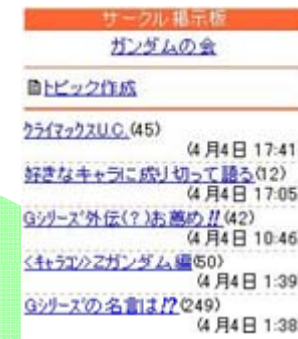 サークル掲示板
ガンダムの会
トピック作成
クライマックスU.C.(45)
(4月4日 17:41
好きなキャラに成り切って語る(12)
(4月4日 17:05
Gシリーズ外伝(?)お薦め!!(42)
(4月4日 10:46
<キャラコン>Zガンダム編(50)
(4月4日 1:39
Gシリーズの名言は!?(249)
(4月4日 1:38